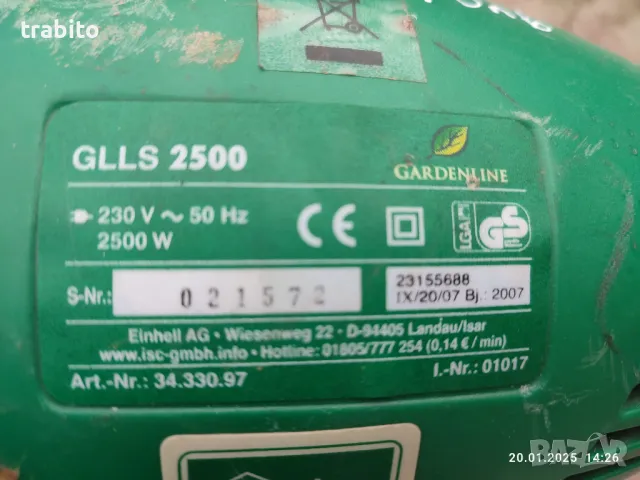 trabito
GLLS 2500
GARDENLINE
230 V ~ 50 Hz
2500 W
CE
LGA
GS
S-Nr.: 021572
23155688
IX/20/07 Bj.: 2007
Einhell AG • Wiesenweg 22 • D-94405 Landau/Isar
www.isc-gmbh.info • Hotline: 01805/777 254 (0,14 € / min)
Art.-Nr.: 34.330.97
I.-Nr.: 01017
BAZAR
20.01.2025 14:26